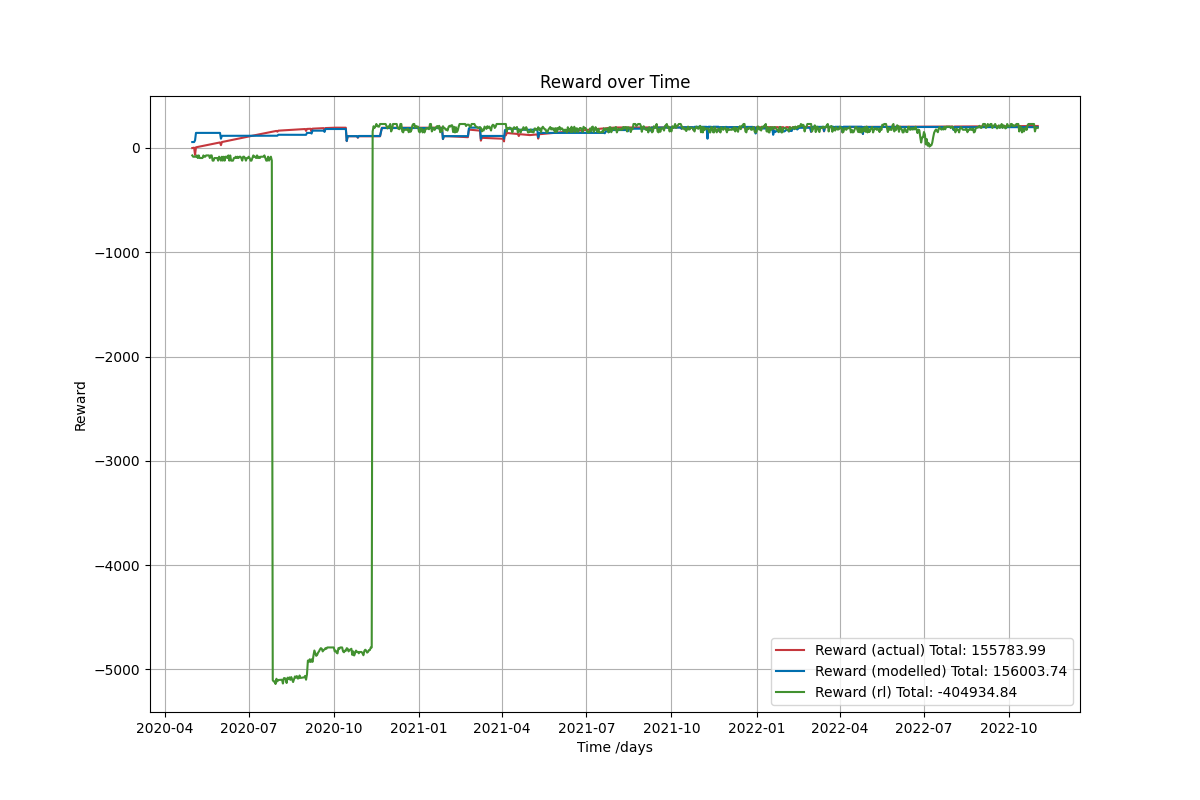 Reward over Time
Reward
0
−1000
−2000
−3000
−4000
−5000
Reward (actual) Total: 155783.99
Reward (modelled) Total: 156003.74
Reward (rl) Total: -404934.84
2020-04 2020-07 2020-10 2021-01 2021-04 2021-07 2021-10 2022-01 2022-04 2022-07 2022-10
Time /days